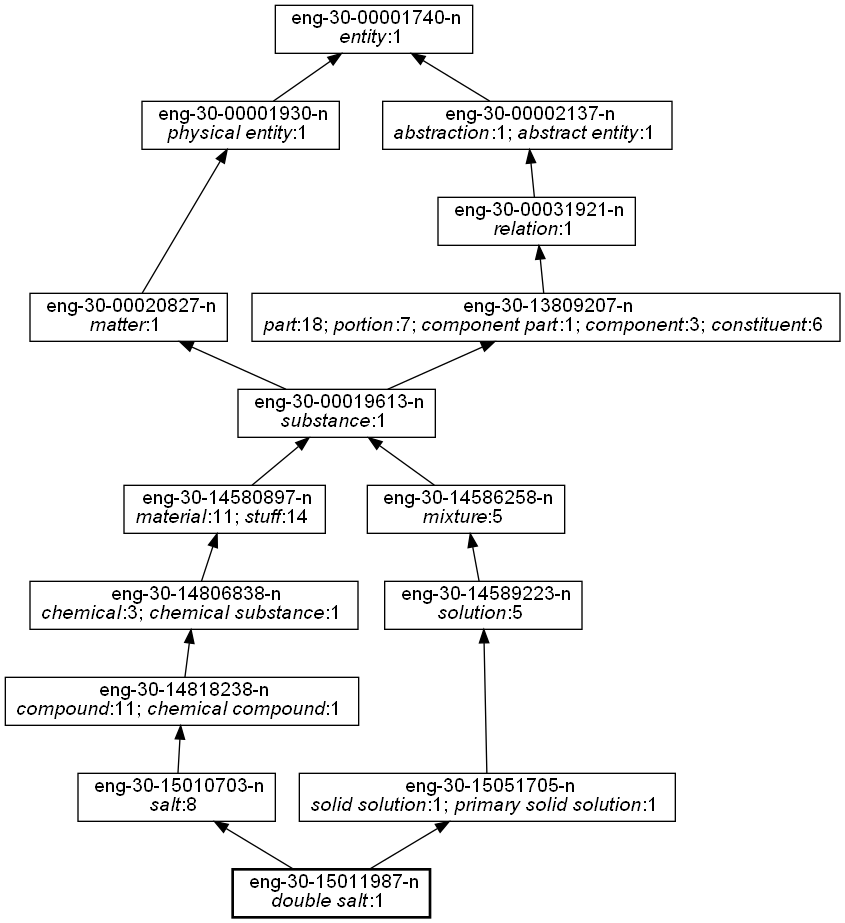 eng-30-00001740-n
entity:1
eng-30-00001930-n
physical entity:1
eng-30-00002137-n
abstraction:1; abstract entity:1
eng-30-00031921-n
relation:1
eng-30-00020827-n
matter:1
eng-30-13809207-n
part:18; portion:7; component part:1; component:3; constituent:6
eng-30-00019613-n
substance:1
eng-30-14580897-n
material:11; stuff:14
eng-30-14586258-n
mixture:5
eng-30-14806838-n
chemical:3; chemical substance:1
eng-30-14589223-n
solution:5
eng-30-14818238-n
compound:11; chemical compound:1
eng-30-15010703-n
salt:8
eng-30-15051705-n
solid solution:1; primary solid solution:1
eng-30-15011987-n
double salt:1